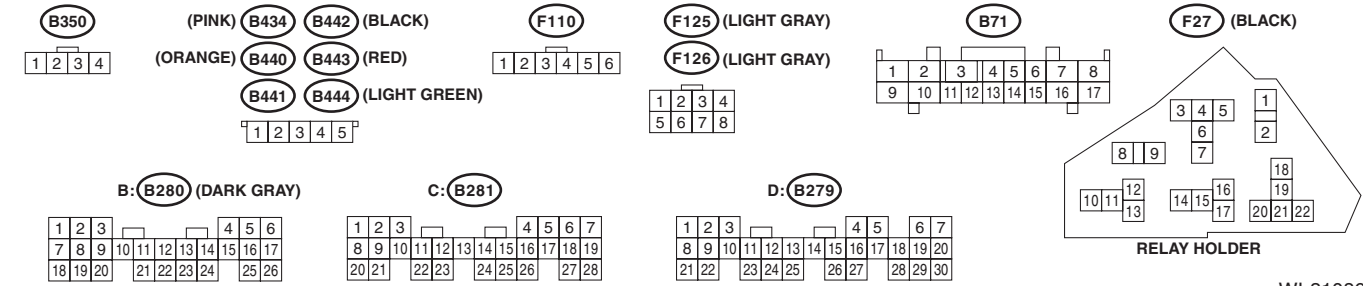 B350
(PINK) B434 B442 (BLACK)
F110
F125 (LIGHT GRAY)
B71
F27 (BLACK)
(ORANGE) B440 B443 (RED)
F126 (LIGHT GRAY)
B441 B444 (LIGHT GREEN)
1 2 3 4
1 2 3 4 5
1 2 3 4 5 6
1 2 3 4
5 6 7 8
1 2 3 4 5 6 7 8
9 10 11 12 13 14 15 16 17
1
2
3 4 5
6
7
8 9
10 11 12
13
14 15 16
17
18
19
20 21 22
RELAY HOLDER
B: B280 (DARK GRAY)
1 2 3 4 5 6
7 8 9 10 11 12 13 14 15 16 17
18 19 20 21 22 23 24 25 26
C: B281
1 2 3 4 5 6 7
8 9 10 11 12 13 14 15 16 17 18 19
20 21 22 23 24 25 26 27 28
D: B279
1 2 3 4 5 6 7
8 9 10 11 12 13 14 15 16 17 18 19 20
21 22 23 24 25 26 27 28 29 30